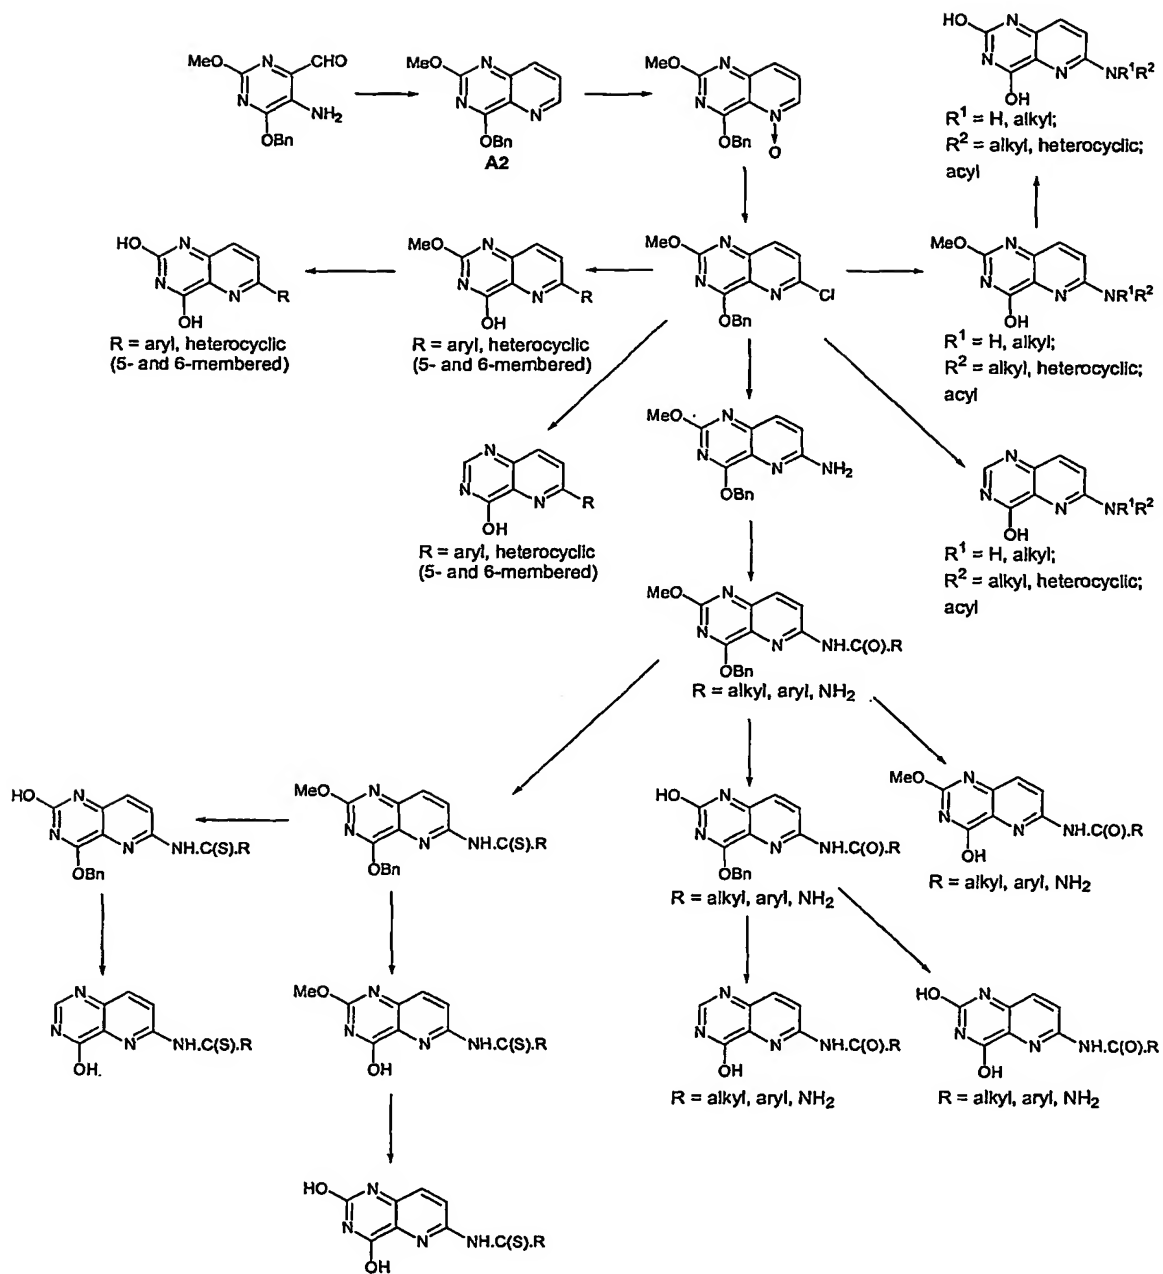 HO N
N N NR¹R²
OH
R¹ = H, alkyl;
R² = alkyl, heterocyclic;
acyl
MeO N CHO
N NH₂
OBn
MeO N
N N
OBn
A2
MeO N
N N
OBn O
HO N
N N R
OH
R = aryl, heterocyclic
(5- and 6-membered)
MeO N
N N R
OH
R = aryl, heterocyclic
(5- and 6-membered)
MeO N
N N Cl
OBn
MeO N
N N NR¹R²
OH
R¹ = H, alkyl;
R² = alkyl, heterocyclic;
acyl
N
N N R
OH
R = aryl, heterocyclic
(5- and 6-membered)
MeO N
N N NH₂
OBn
N
N N NR¹R²
OH
R¹ = H, alkyl;
R² = alkyl, heterocyclic;
acyl
MeO N
N N NH.C(O).R
OBn
R = alkyl, aryl, NH₂
HO N
N N NH.C(S).R
OBn
MeO N
N N NH.C(S).R
OBn
HO N
N N NH.C(O).R
OBn
R = alkyl, aryl, NH₂
MeO N
N N NH.C(O).R
OH
R = alkyl, aryl, NH₂
N
N N NH.C(S).R
OH.
MeO N
N N NH.C(S).R
OH
N
N N NH.C(O).R
OH
R = alkyl, aryl, NH₂
HO N
N N NH.C(O).R
OH
R = alkyl, aryl, NH₂
HO N
N N NH.C(S).R
OH